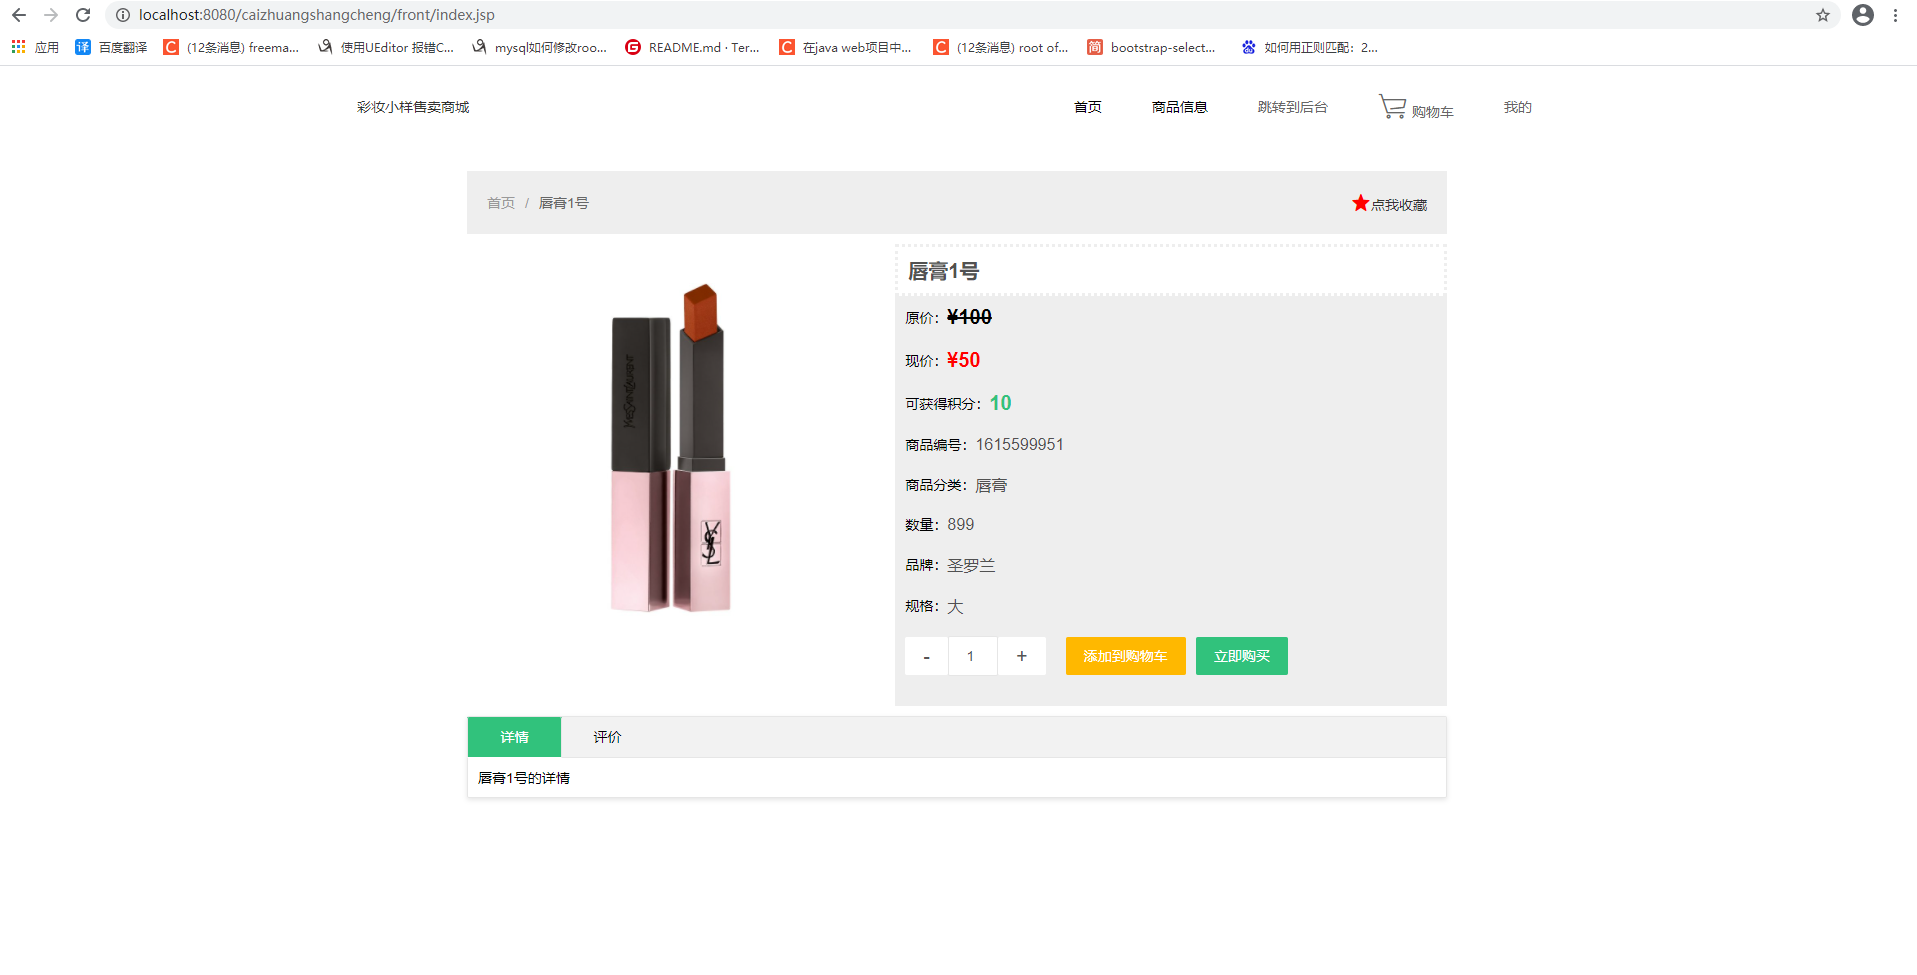 localhost:8080/caizhuangshangcheng/front/index.jsp
应用 百度翻译 (12条消息) freema... 使用UEditor 报错C... mysql如何修改roo... README.md · Ter... 在java web项目中... (12条消息) root of... bootstrap-select... 如何用正则匹配：2...
彩妆小样售卖商城 首页 商品信息 跳转到后台 购物车 我的
首页 / 唇膏1号 点我收藏
唇膏1号
原价：¥100
现价：¥50
可获得积分：10
商品编号：1615599951
商品分类：唇膏
数量：899
品牌：圣罗兰
规格：大
- 1 + 添加到购物车 立即购买
YVESSAINTLAURENT
YSL
详情 评价
唇膏1号的详情